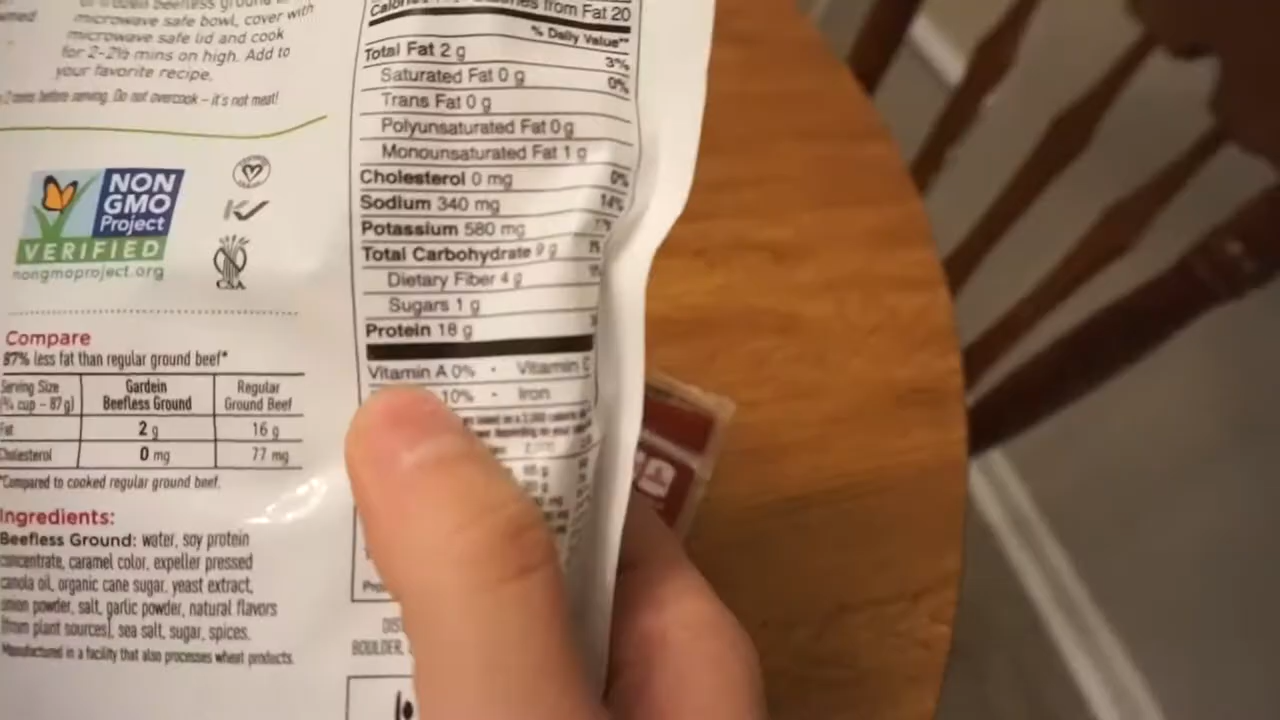 microwave safe bowl, cover with
microwave safe lid and cook
for 2-2½ mins on high. Add to
your favorite recipe.
before serving. Do not overcook – it's not meat!
NON
GMO
Project
VERIFIED
nongmoproject.org
CSA
Compare
87% less fat than regular ground beef*
Serving Size
(¾ cup – 87g)
Gardein
Beefless Ground
Regular
Ground Beef
Fat
2 g
16 g
Cholesterol
0 mg
77 mg
*Compared to cooked regular ground beef.
Ingredients:
Beefless Ground: water, soy protein
concentrate, caramel color, expeller pressed
canola oil, organic cane sugar, yeast extract,
onion powder, salt, garlic powder, natural flavors
(from plant sources), sea salt, sugar, spices.
Manufactured in a facility that also processes wheat products.
from Fat 20
% Daily Value**
Total Fat 2 g 3%
Saturated Fat 0 g 0%
Trans Fat 0 g
Polyunsaturated Fat 0g
Monounsaturated Fat 1 g
Cholesterol 0 mg 0%
Sodium 340 mg 14%
Potassium 580 mg
Total Carbohydrate 9 g
Dietary Fiber 4 g
Sugars 1 g
Protein 18 g
Vitamin A 0% • Vitamin C
10% • Iron
BOULDER,